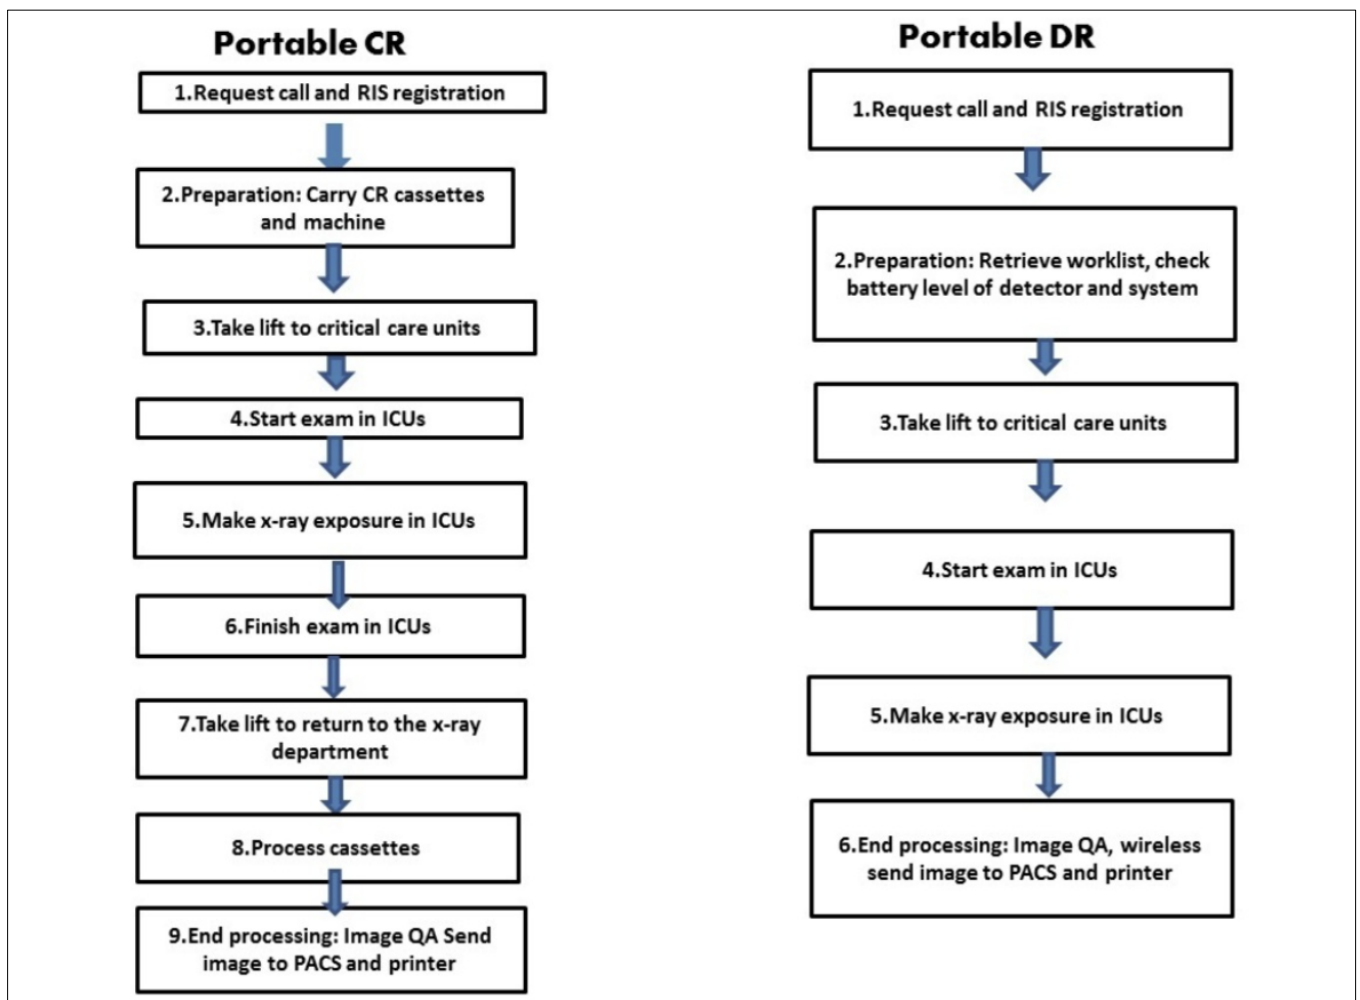 Portable CR
1.Request call and RIS registration
2.Preparation: Carry CR cassettes
and machine
3.Take lift to critical care units
4.Start exam in ICUs
5.Make x-ray exposure in ICUs
6.Finish exam in ICUs
7.Take lift to return to the x-ray
department
8.Process cassettes
9.End processing: Image QA Send
image to PACS and printer
Portable DR
1.Request call and RIS registration
2.Preparation: Retrieve worklist, check
battery level of detector and system
3.Take lift to critical care units
4.Start exam in ICUs
5.Make x-ray exposure in ICUs
6.End processing: Image QA, wireless
send image to PACS and printer